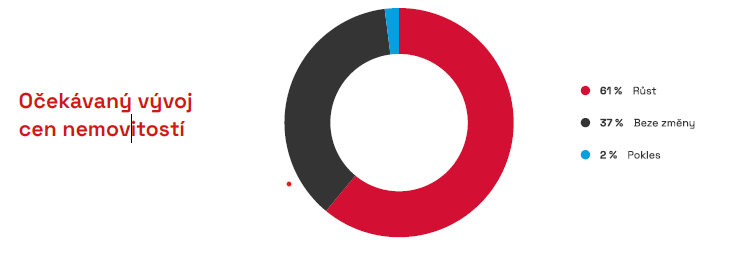 Očekávaný vývoj
cen nemovitostí
61 % Růst
37 % Beze změny
2 % Pokles